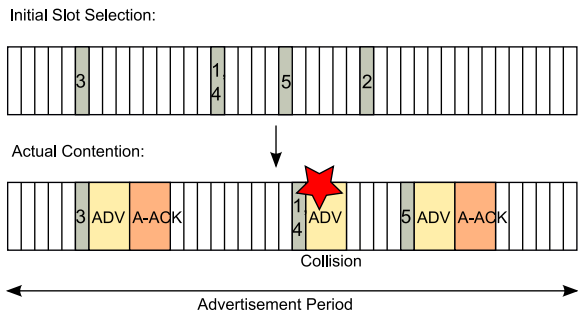 Initial Slot Selection:
3
1,
4
5
2
Actual Contention:
3 ADV A-ACK
1,
4
ADV
5 ADV A-ACK
Collision
Advertisement Period